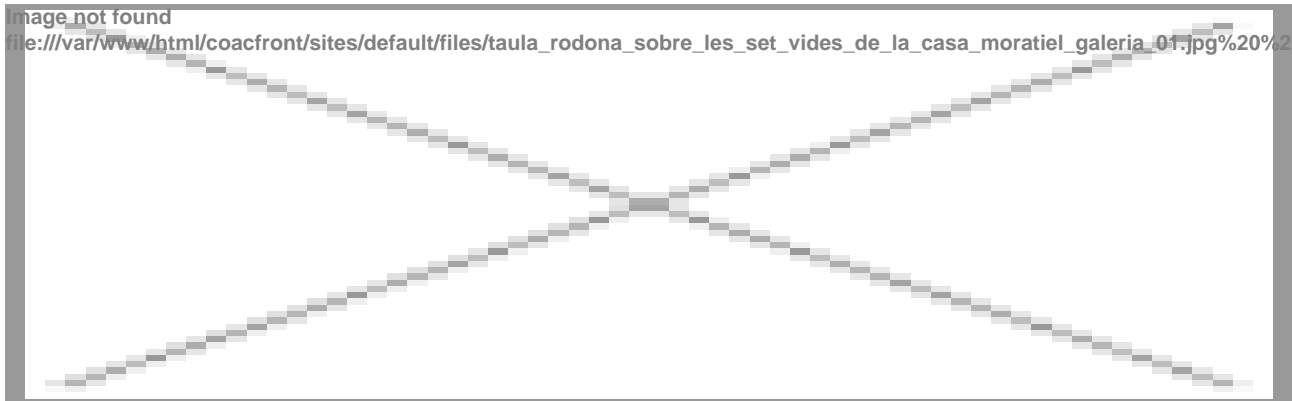 Image not found
file:///var/www/html/coacfront/sites/default/files/taula_rodona_sobre_les_set_vides_de_la_casa_moratiel_galeria_01.jpg%20%2